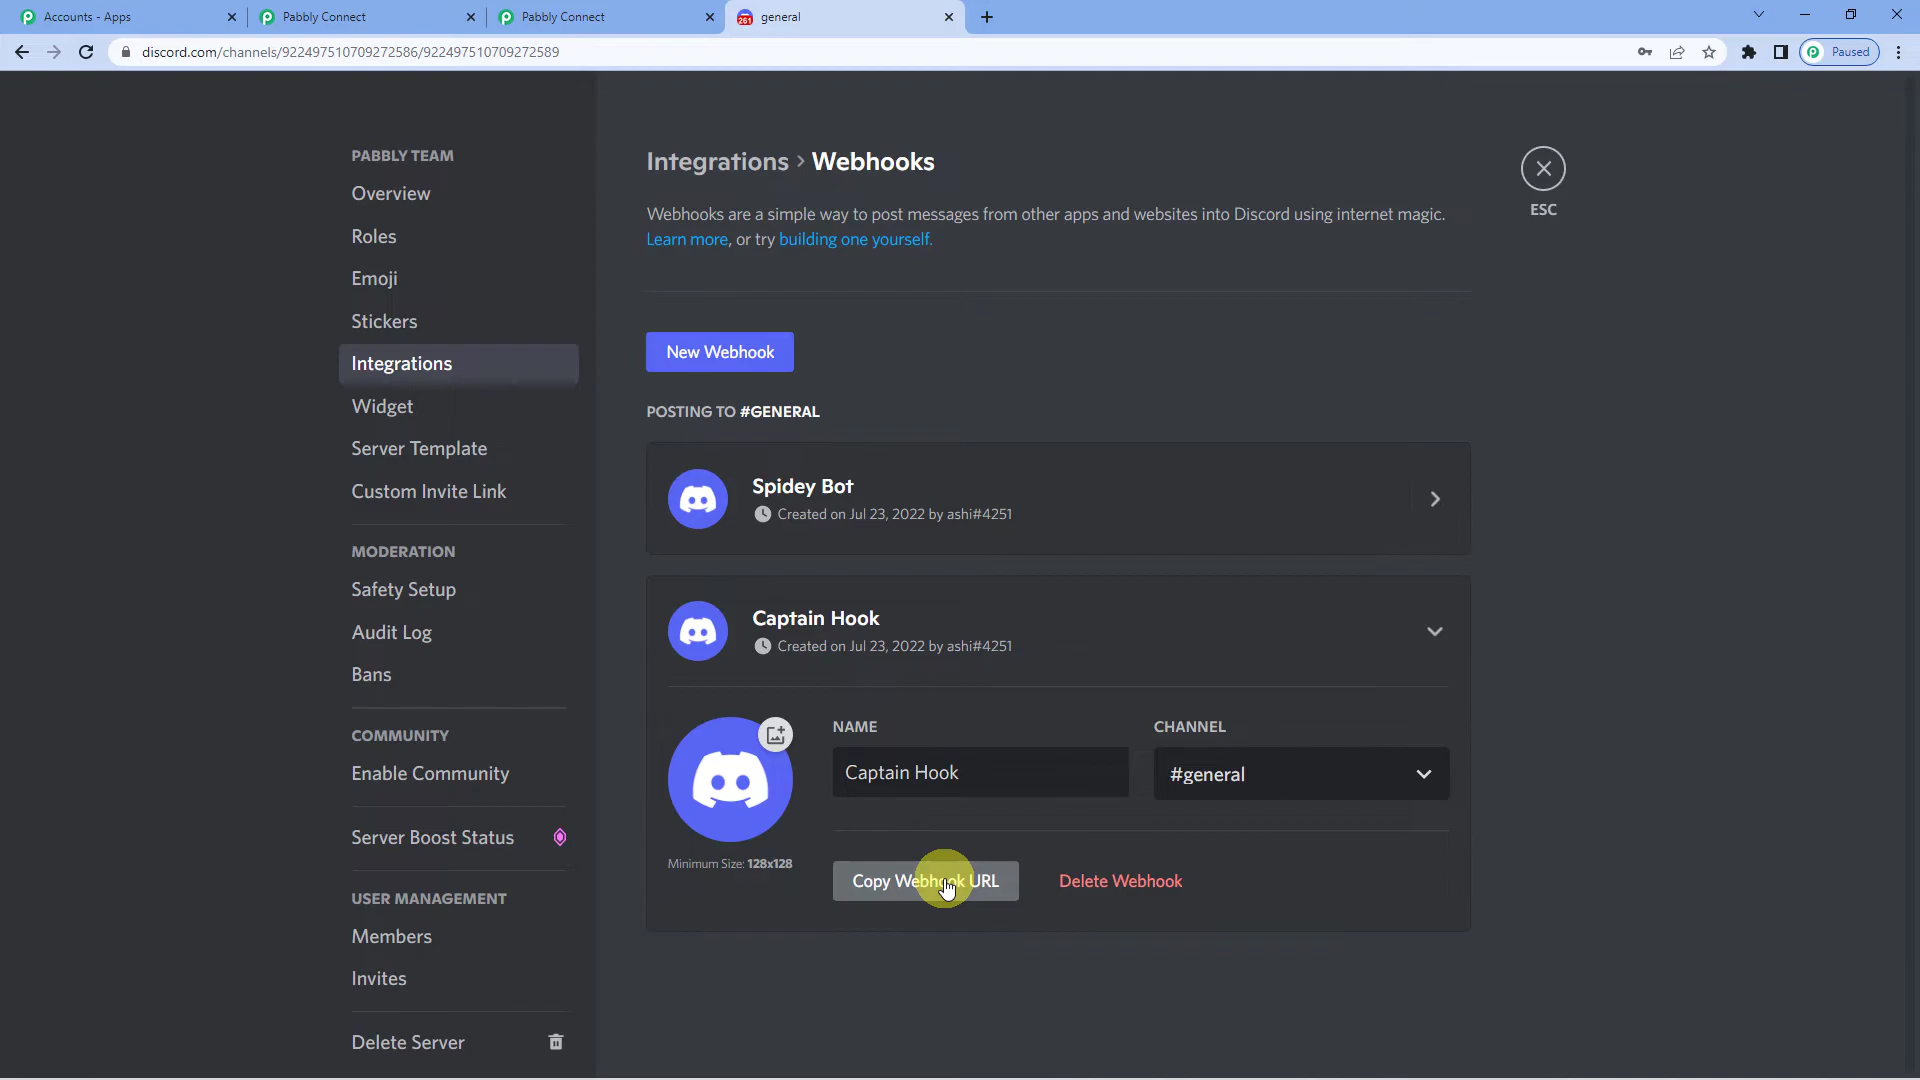 Accounts - Apps
Pabbly Connect
Pabbly Connect
261
general
discord.com/channels/922497510709272586/922497510709272589
Paused
PABBLY TEAM
Overview
Roles
Emoji
Stickers
Integrations
Widget
Server Template
Custom Invite Link
MODERATION
Safety Setup
Audit Log
Bans
COMMUNITY
Enable Community
Server Boost Status
USER MANAGEMENT
Members
Invites
Delete Server
Integrations > Webhooks
Webhooks are a simple way to post messages from other apps and websites into Discord using internet magic.
Learn more, or try building one yourself.
ESC
New Webhook
POSTING TO #GENERAL
Spidey Bot
Created on Jul 23, 2022 by ashi#4251
Captain Hook
Created on Jul 23, 2022 by ashi#4251
NAME
CHANNEL
Captain Hook
#general
Minimum Size: 128x128
Copy Webhook URL
Delete Webhook